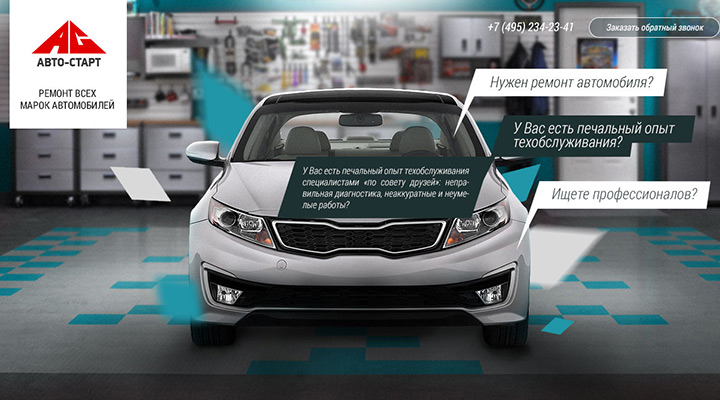 AG
АВТО-СТАРТ
РЕМОНТ ВСЕХ
МАРОК АВТОМОБИЛЕЙ
+7 (495) 234-23-41
Заказать обратный звонок
Нужен ремонт автомобиля?
У Вас есть печальный опыт
техобслуживания?
У Вас есть печальный опыт техобслуживания
специалистами «по совету друзей»: непра-
вильная диагностика, неаккуратные и неуме-
лые работы?
Ищете профессионалов?